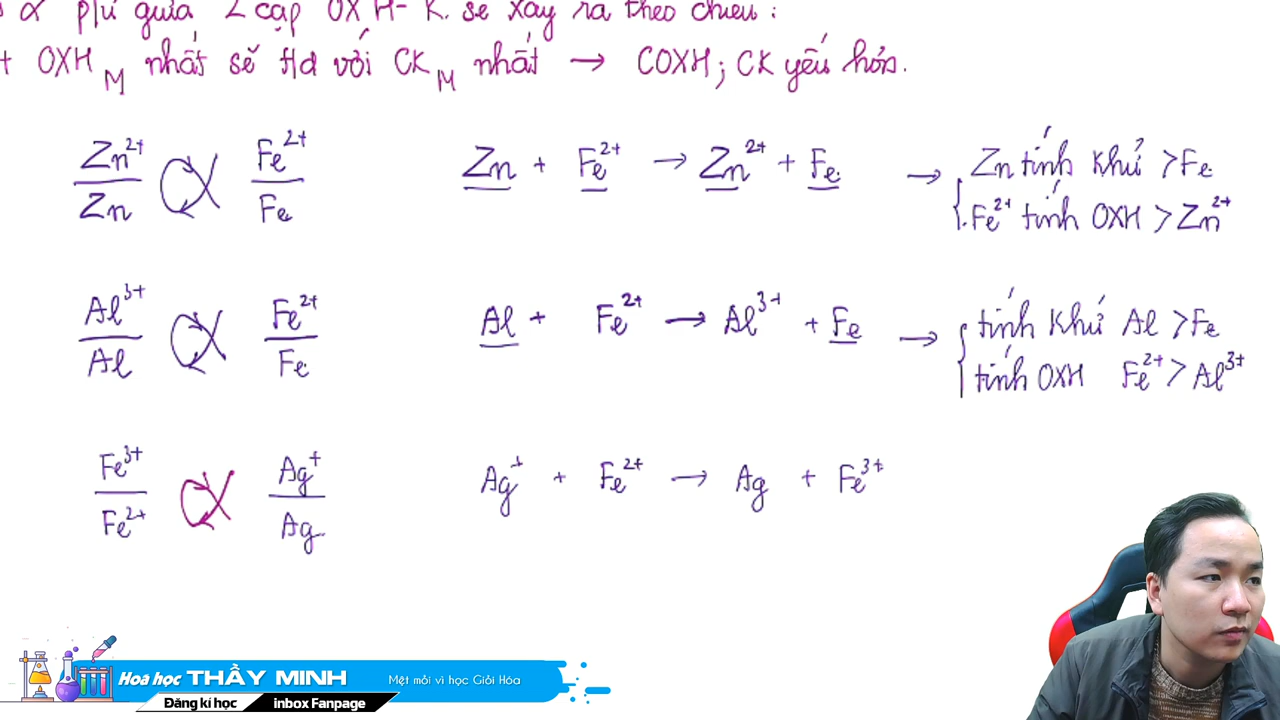 α pứ giữa 2 cặp OXH-K. sẽ xảy ra theo chiều:
+ OXH M nhất sẽ t/d với CK M nhất → COXH; CK yếu hơn.
Zn²⁺/Zn α Fe²⁺/Fe Zn + Fe²⁺ → Zn²⁺ + Fe → { Zn tính khử > Fe
Fe²⁺ tính OXH > Zn²⁺
Al³⁺/Al α Fe²⁺/Fe Al + Fe²⁺ → Al³⁺ + Fe → { tính khử Al > Fe
tính OXH Fe²⁺ > Al³⁺
Fe³⁺/Fe²⁺ α Ag⁺/Ag Ag⁺ + Fe²⁺ → Ag + Fe³⁺
Hoá học THẦY MINH Mệt mỏi vì học Giỏi Hóa
Đăng kí học inbox Fanpage